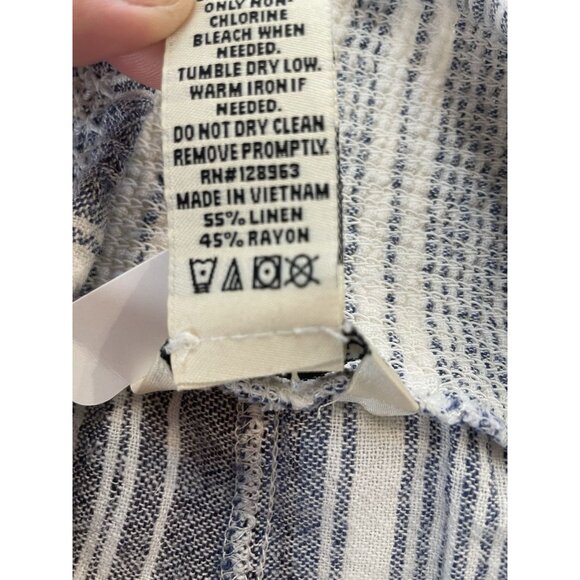 ONLY NON-
CHLORINE
BLEACH WHEN
NEEDED.
TUMBLE DRY LOW.
WARM IRON IF
NEEDED.
DO NOT DRY CLEAN
REMOVE PROMPTLY.
RN#128963
MADE IN VIETNAM
55% LINEN
45% RAYON